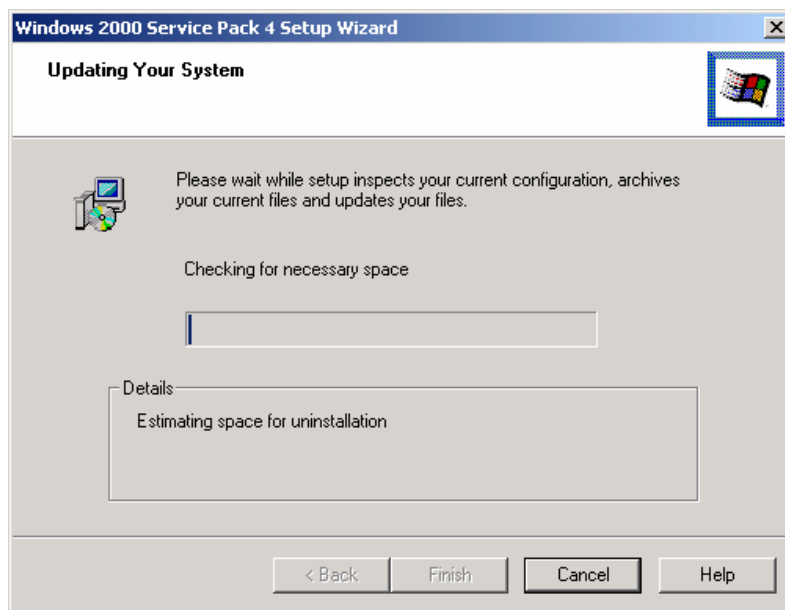 Windows 2000 Service Pack 4 Setup Wizard
Updating Your System
Please wait while setup inspects your current configuration, archives
your current files and updates your files.
Checking for necessary space
Details
Estimating space for uninstallation
< Back
Finish
Cancel
Help